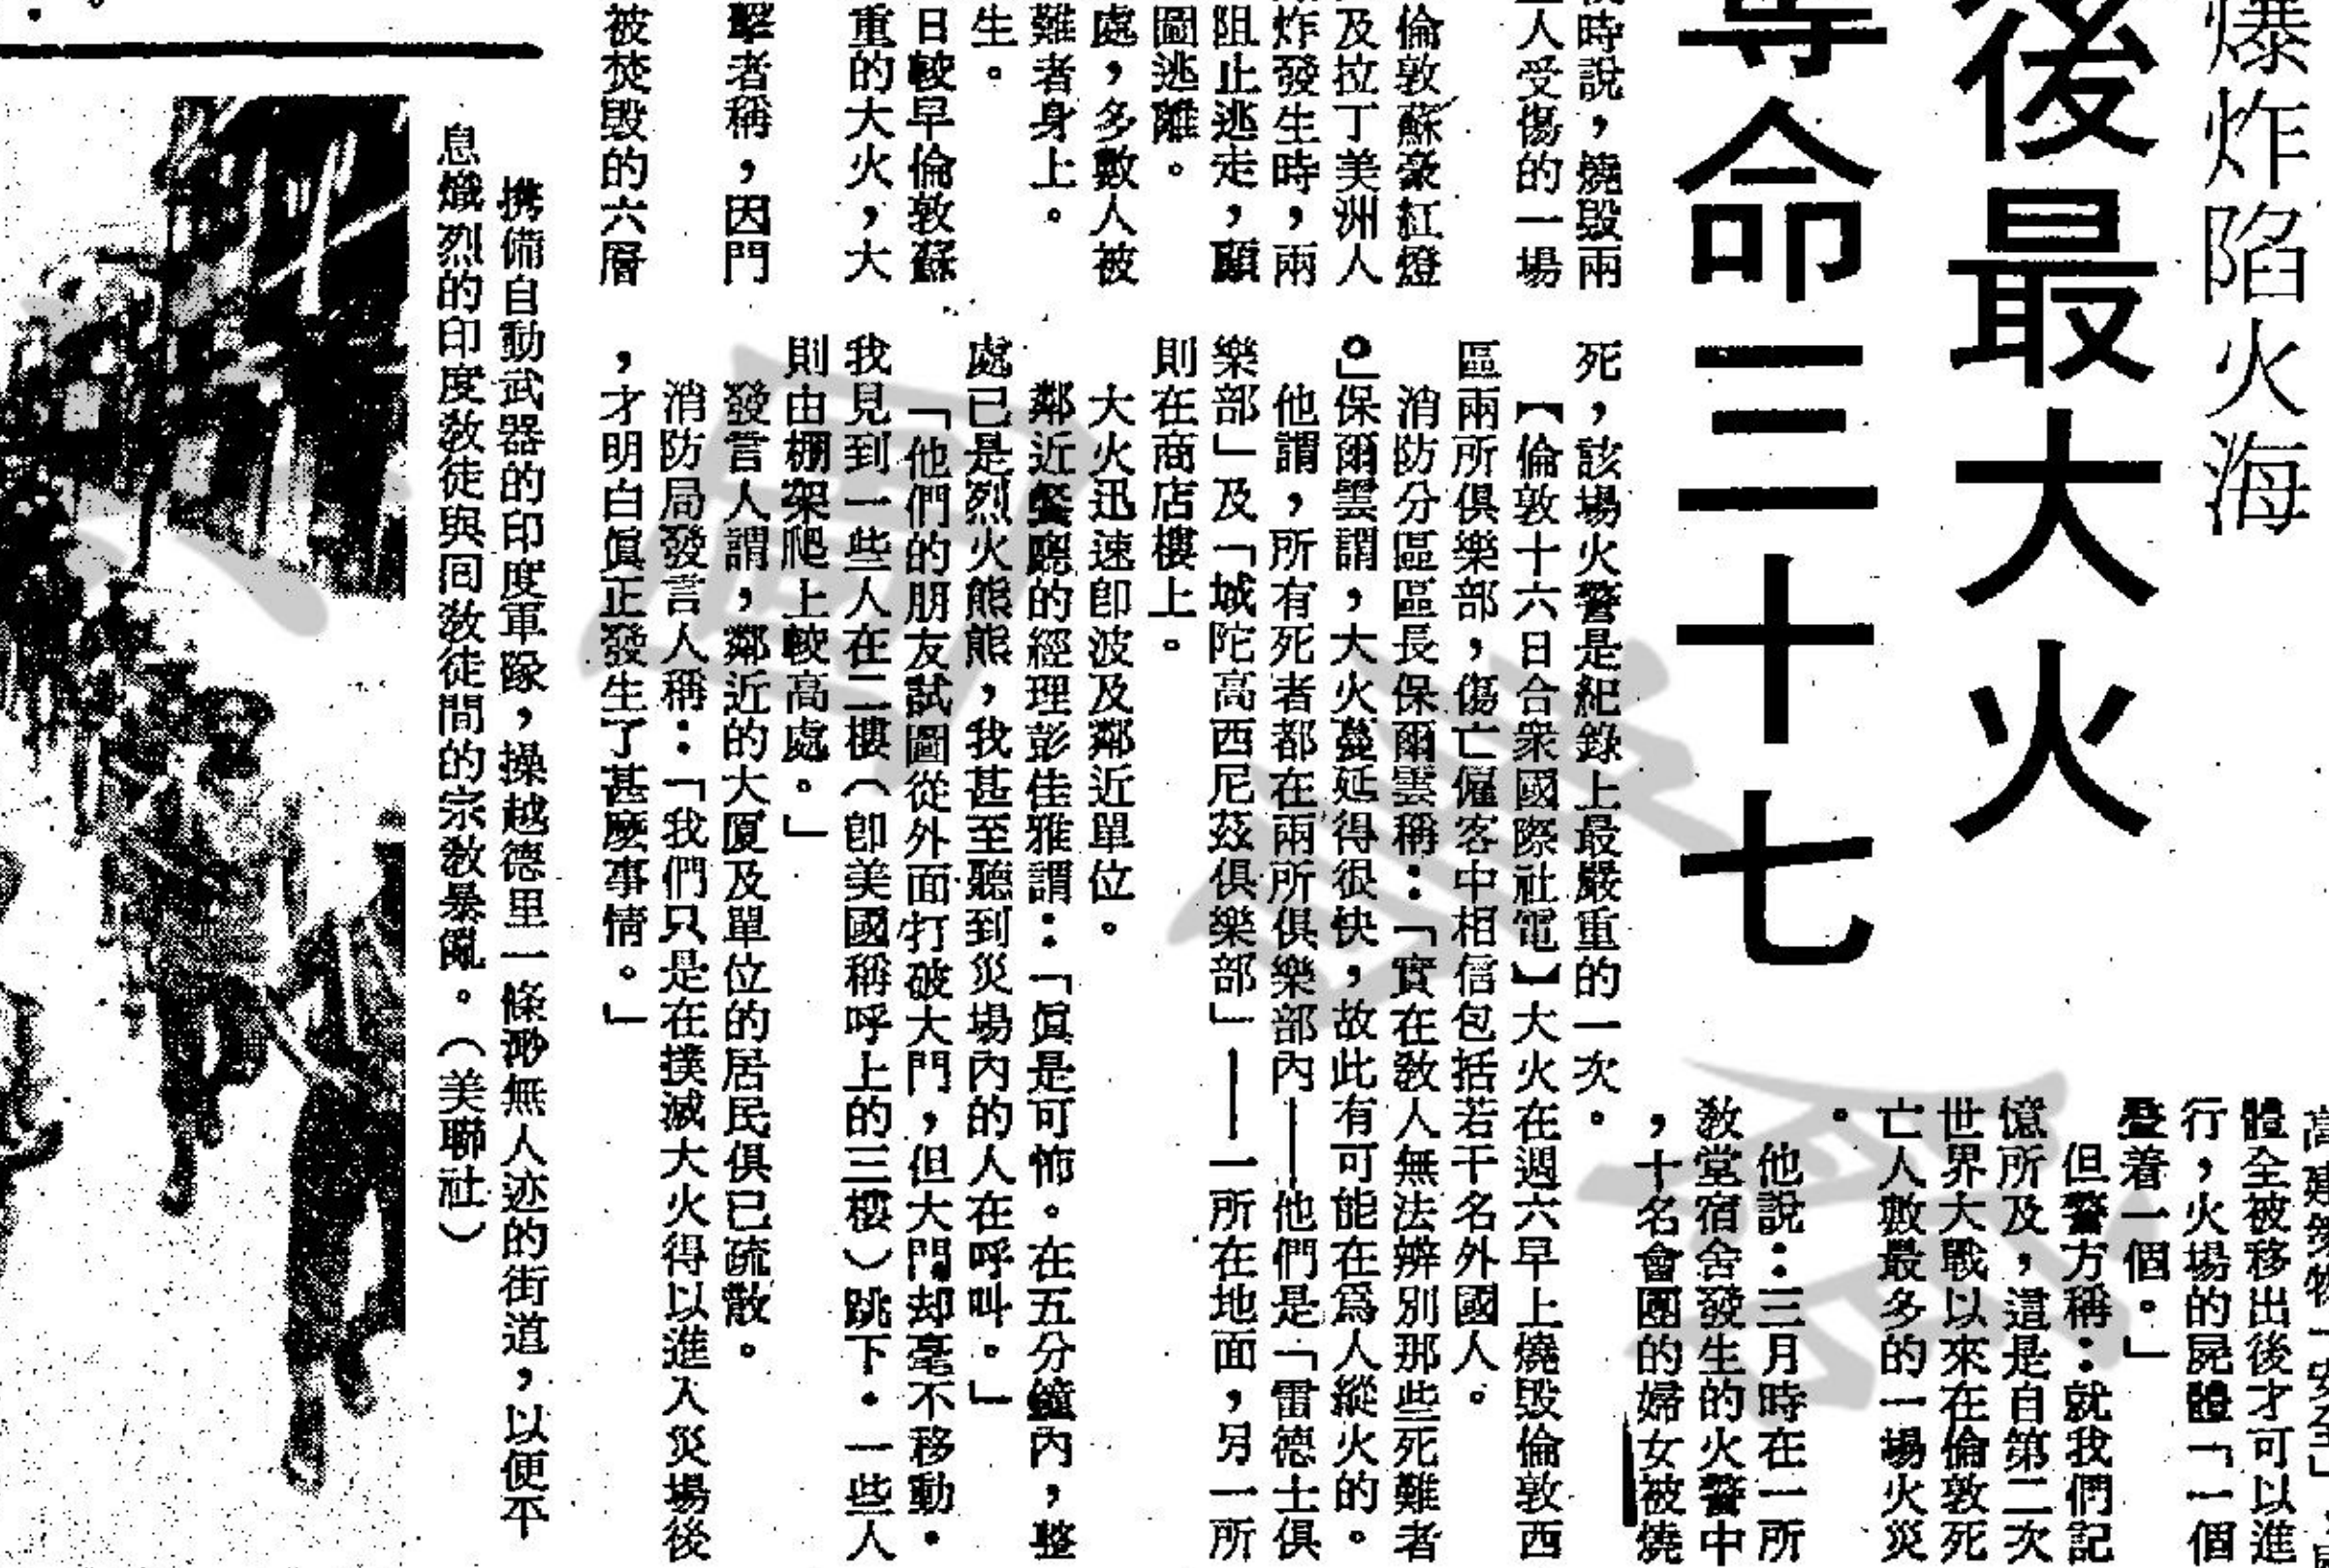 爆炸陷火海
後最大火
奪命三十七
體全被移出後才可以進
行，火場的屍體「一個
疊着一個。」
但警方稱：就我們記
憶所及，這是自第二次
世界大戰以來在倫敦死
亡人數最多的一場火災
。
他說：三月時在一所
教堂宿舍發生的火警中
，十名會團的婦女被燒
時說，燒毀兩
人受傷的一場
倫敦蘇豪紅燈
及拉丁美洲人
炸發生時，兩
阻止逃走，顧
圖逃離。
處，多數人被
難者身上。
生。
日較早倫敦蘇
重的大火，大
擊者稱，因門
被焚毀的六層
死，該場火警是紀錄上最嚴重的一次。
【倫敦十六日合衆國際社電】大火在週六早上燒毀倫敦西
區兩所俱樂部，傷亡僱客中相信包括若干名外國人。
消防分區區長保爾雲稱：「實在敎人無法辨別那些死難者
。」保爾雲謂，大火蔓延得很快，故此有可能在爲人縱火的。
他謂，所有死者都在兩所俱樂部內——他們是「雷德士俱
樂部」及「城陀高西尼茲俱樂部」——一所在地面，另一所
則在商店樓上。
大火迅速即波及鄰近單位。
鄰近餐廳的經理彭佳雅謂：「眞是可怖。在五分鐘內，整
處已是烈火熊熊，我甚至聽到災場內的人在呼叫。」
「他們的朋友試圖從外面打破大門，但大門却毫不移動。
我見到一些人在二樓（卽美國稱呼上的三樓）跳下。一些人
則由棚架爬上較高處。」
發言人謂，鄰近的大厦及單位的居民俱已疏散。
消防局發言人稱：「我們只是在撲滅大火得以進入災場後
，才明白眞正發生了甚麼事情。」
携備自動武器的印度軍隊，操越德里一條渺無人迹的街道，以便平
息熾烈的印度敎徒與回敎徒間的宗敎暴亂。（美聯社）